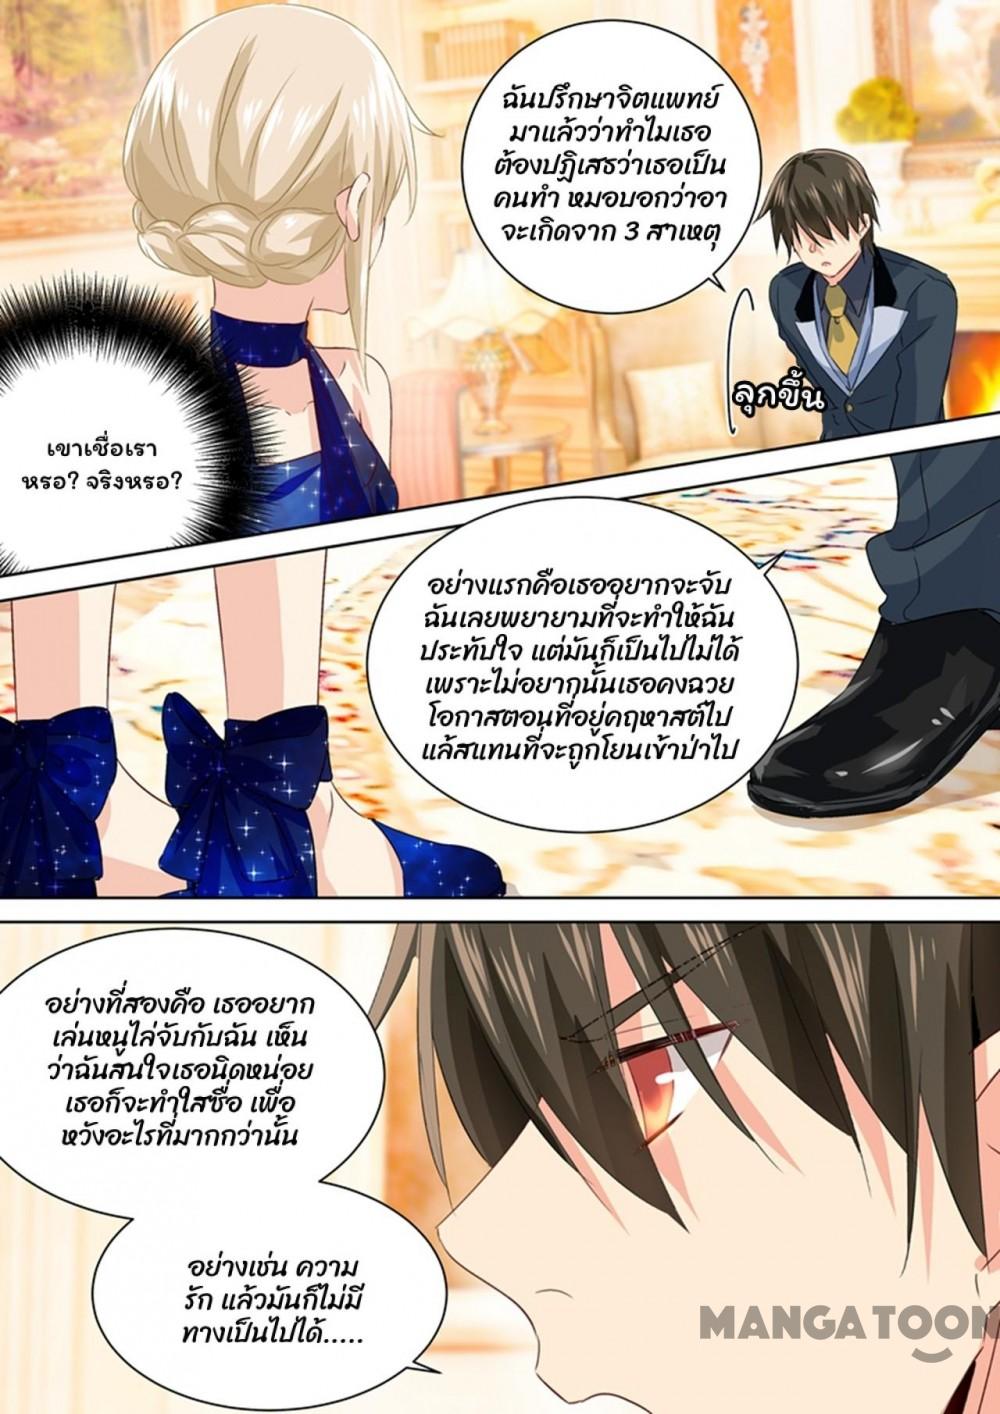 ฉันปรึกษาจิตแพทย์
มาแล้วว่าทำไมเธอ
ต้องปฏิเสธว่าเธอเป็น
คนทำ หมอบอกว่าอา
จะเกิดจาก 3 สาเหตุ
ลุกขึ้น
เขาเชื่อเรา
หรอ? จริงหรอ?
อย่างแรกคือเธออยากจะจับ
ฉันเลยพยายามที่จะทำให้ฉัน
ประทับใจ แต่มันก็เป็นไปไม่ได้
เพราะไม่อยากนั้นเธอคงฉวย
โอกาสตอนที่อยู่คฤหาสต์ไป
แล้สแทนที่จะถูกโยนเข้าป่าไป
อย่างที่สองคือ เธออยาก
เล่นหนูไล่จับกับฉัน เห็น
ว่าฉันสนใจเธอนิดหน่อย
เธอก็จะทำใสซื่อ เพื่อ
หวังอะไรที่มากกว่านั้น
อย่างเช่น ความ
รัก แล้วมันก็ไม่มี
ทางเป็นไปได้.....
MANGATOON